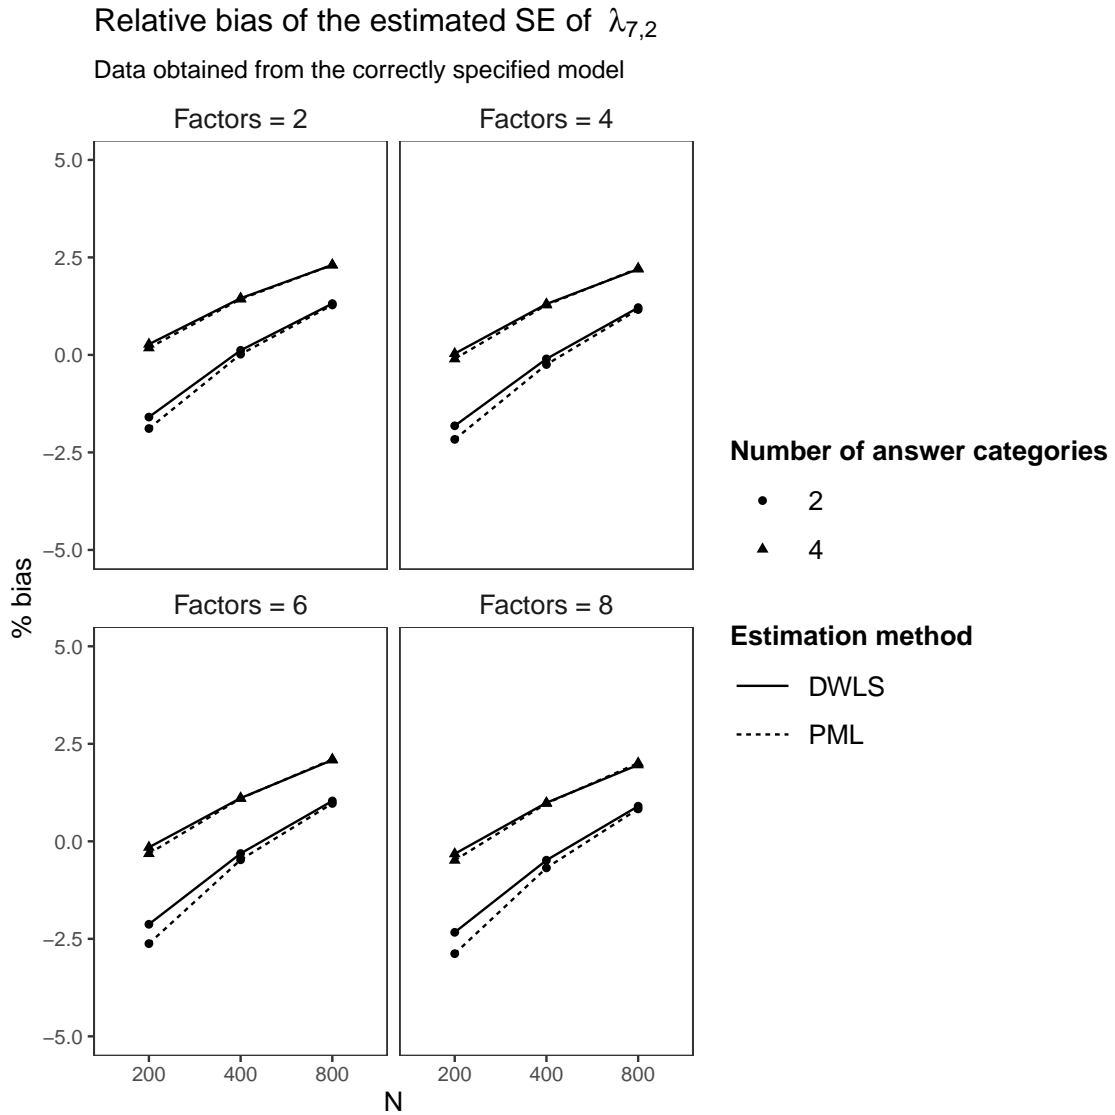 Relative bias of the estimated SE of λ7,2
Data obtained from the correctly specified model
Factors = 2
Factors = 4
5.0
2.5
0.0
−2.5
−5.0
Factors = 6
Factors = 8
5.0
2.5
0.0
−2.5
−5.0
200
400
800
200
400
800
N
% bias
Number of answer categories
2
4
Estimation method
DWLS
PML